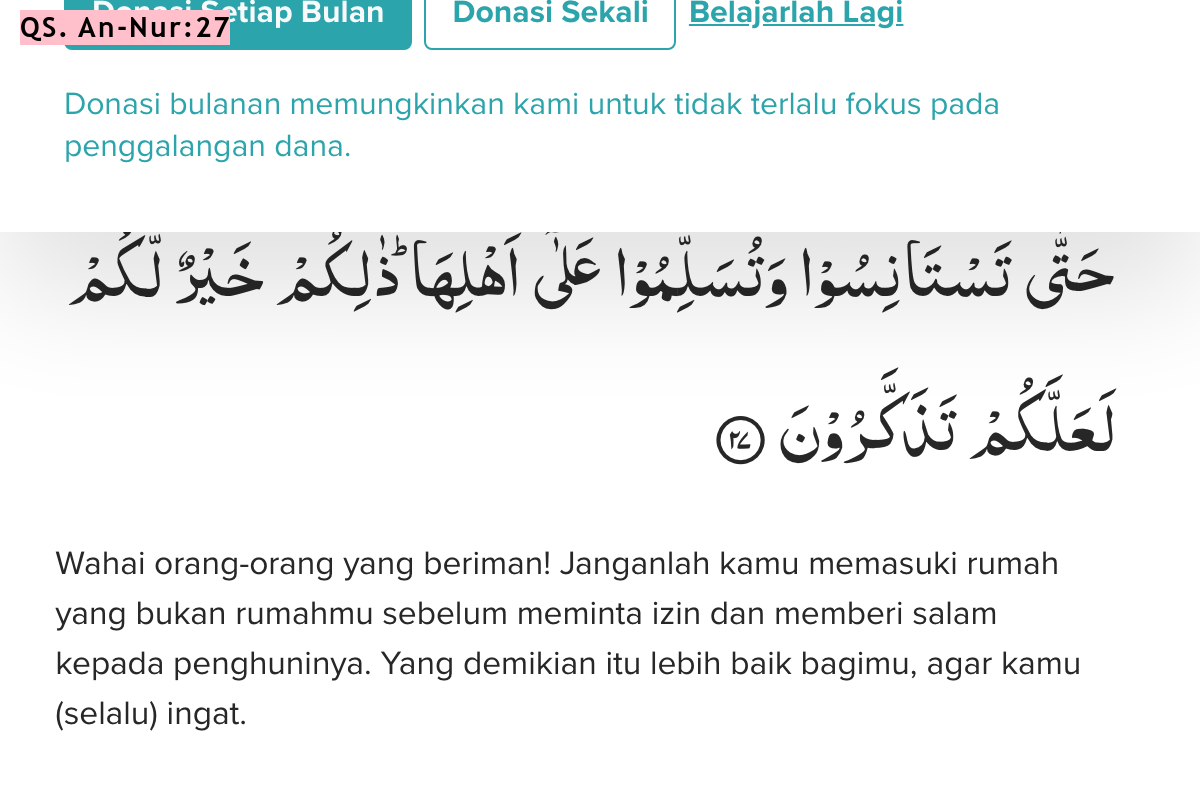 QS. An-Nur:27
Donasi Setiap Bulan Donasi Sekali Belajarlah Lagi
Donasi bulanan memungkinkan kami untuk tidak terlalu fokus pada
penggalangan dana.
حَتّٰى تَسْتَأْنِسُوْا وَتُسَلِّمُوْا عَلٰٓى اَهْلِهَاۗ ذٰلِكُمْ خَيْرٌ لَّكُمْ
لَعَلَّكُمْ تَذَكَّرُوْنَ ٢٧
Wahai orang-orang yang beriman! Janganlah kamu memasuki rumah
yang bukan rumahmu sebelum meminta izin dan memberi salam
kepada penghuninya. Yang demikian itu lebih baik bagimu, agar kamu
(selalu) ingat.